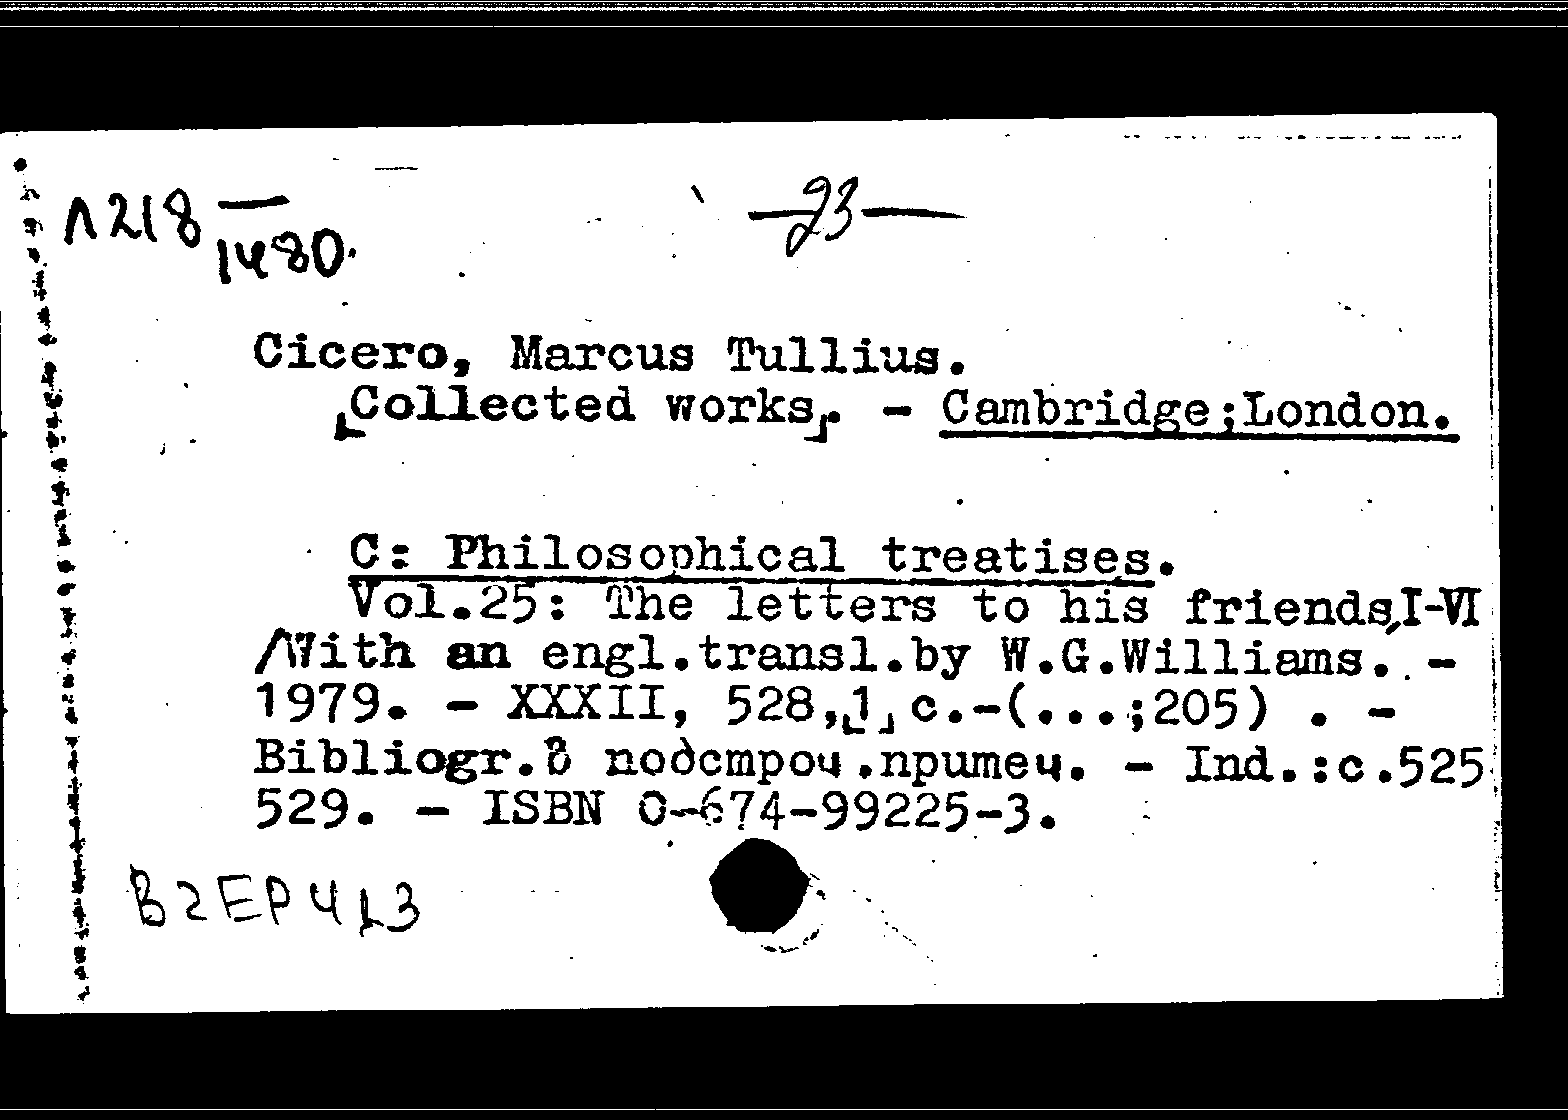 Л218 —
1480.
—23—
Cicero, Marcus Tullius.
[Collected works]. - Cambridge;London.
C: Philosophical treatises.
Vol.25: The letters to his friends,I-VI
/With an engl.transl.by W.G.Williams. -
1979. - XXXII, 528,[1] c.-(...;205) . -
Bibliogr.в подстроч.примеч. - Ind.:c.525
529. - ISBN 0-674-99225-3.